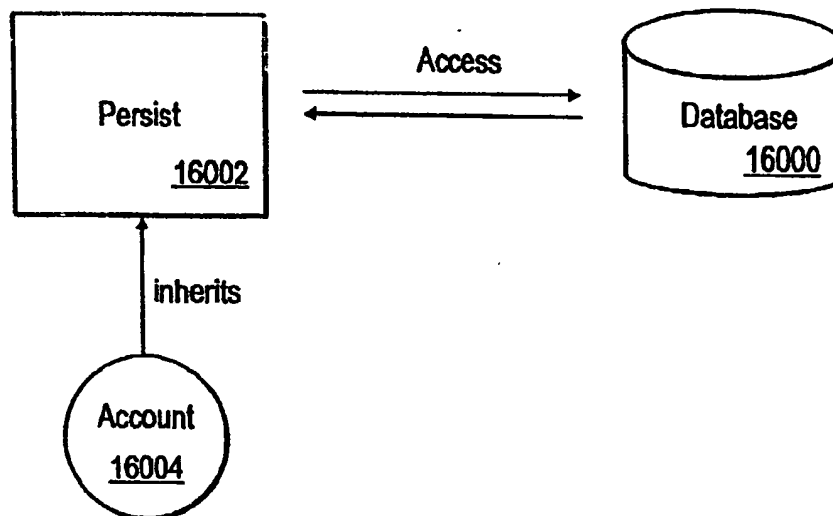 Access
Persist
16002
Database
16000
inherits
Account
16004